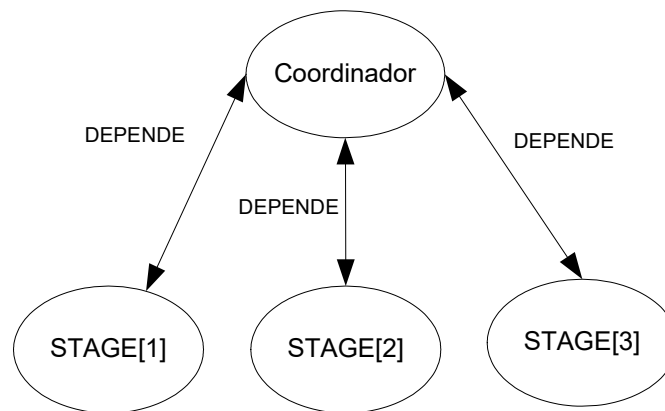 Coordinador
DEPENDE
DEPENDE
DEPENDE
STAGE[1]
STAGE[2]
STAGE[3]